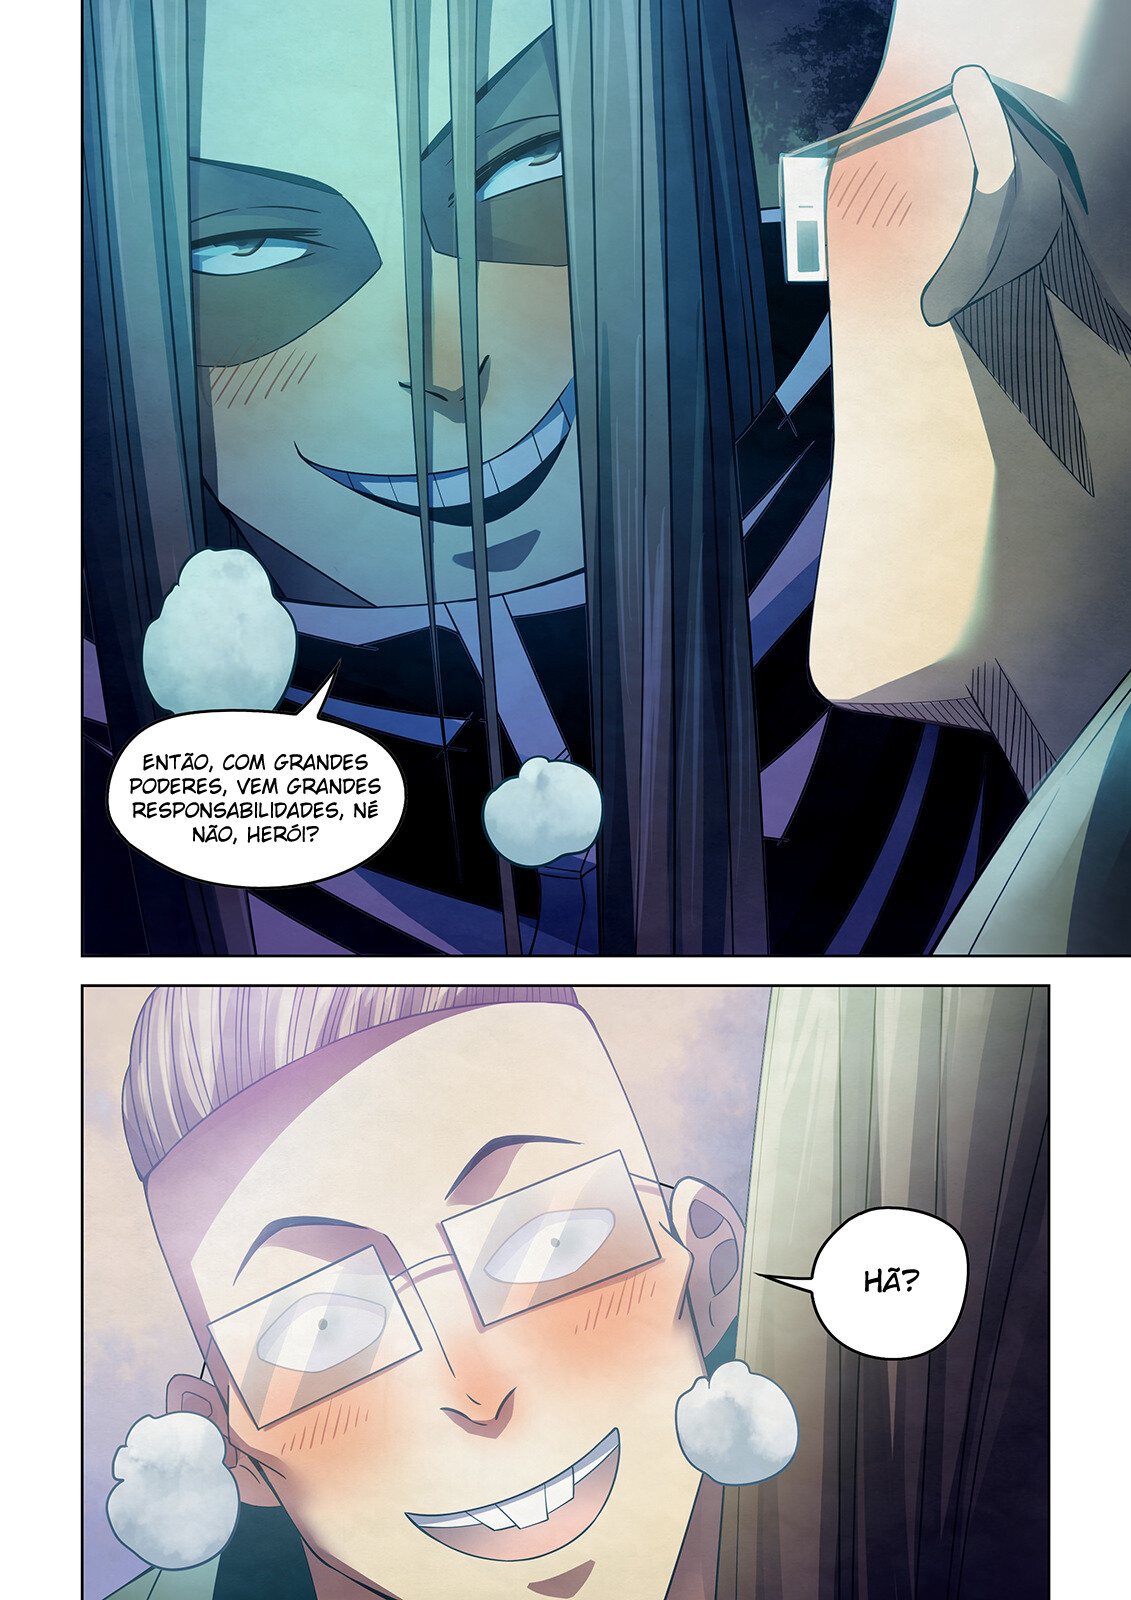 ENTÃO, COM GRANDES
PODERES, VEM GRANDES
RESPONSABILIDADES, NÉ
NÃO, HERÓI?
HÃ?